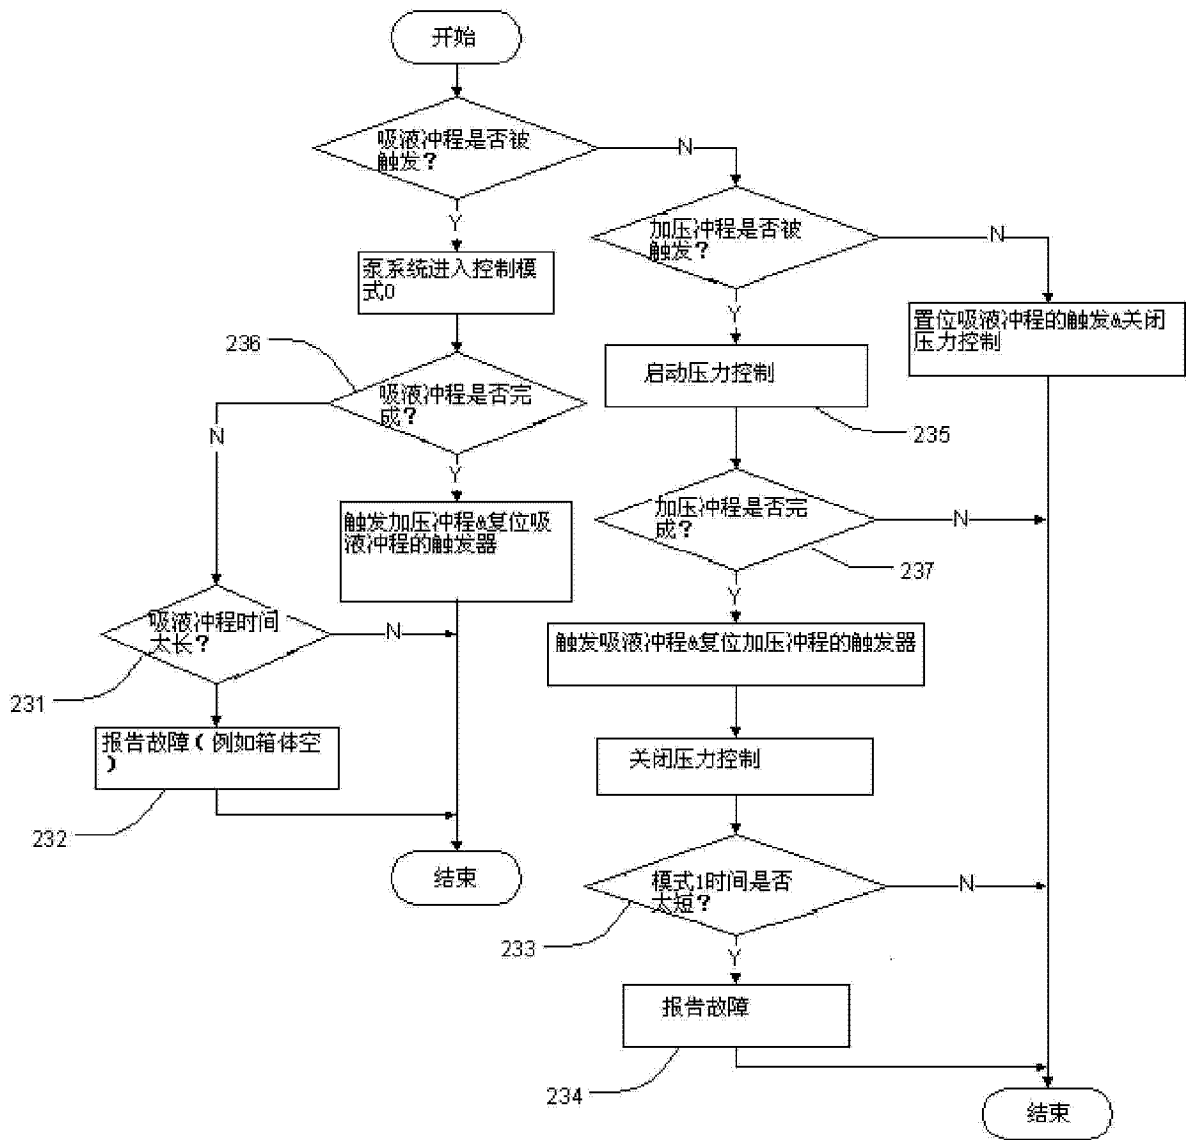 开始
吸液冲程是否被
触发？
N
Y
加压冲程是否被
触发？
N
Y
泵系统进入控制模
式0
置位吸液冲程的触发&关闭
压力控制
236
启动压力控制
吸液冲程是否完
成？
235
N
Y
加压冲程是否完
成？
N
触发加压冲程&复位吸
液冲程的触发器
237
Y
吸液冲程时间
太长？
N
触发吸液冲程&复位加压冲程的触发器
231
报告故障（例如箱体空
）
关闭压力控制
232
结束
模式1时间是否
太短？
N
233
Y
报告故障
234
结束